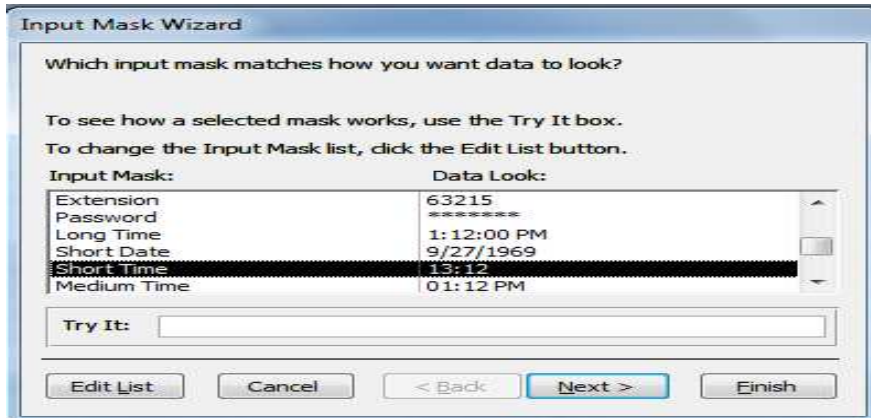 Input Mask Wizard
Which input mask matches how you want data to look?
To see how a selected mask works, use the Try It box.
To change the Input Mask list, click the Edit List button.
Input Mask: Data Look:
Extension 63215
Password *******
Long Time 1:12:00 PM
Short Date 9/27/1969
Short Time 13:12
Medium Time 01:12 PM
Try It:
Edit List Cancel < Back Next > Finish